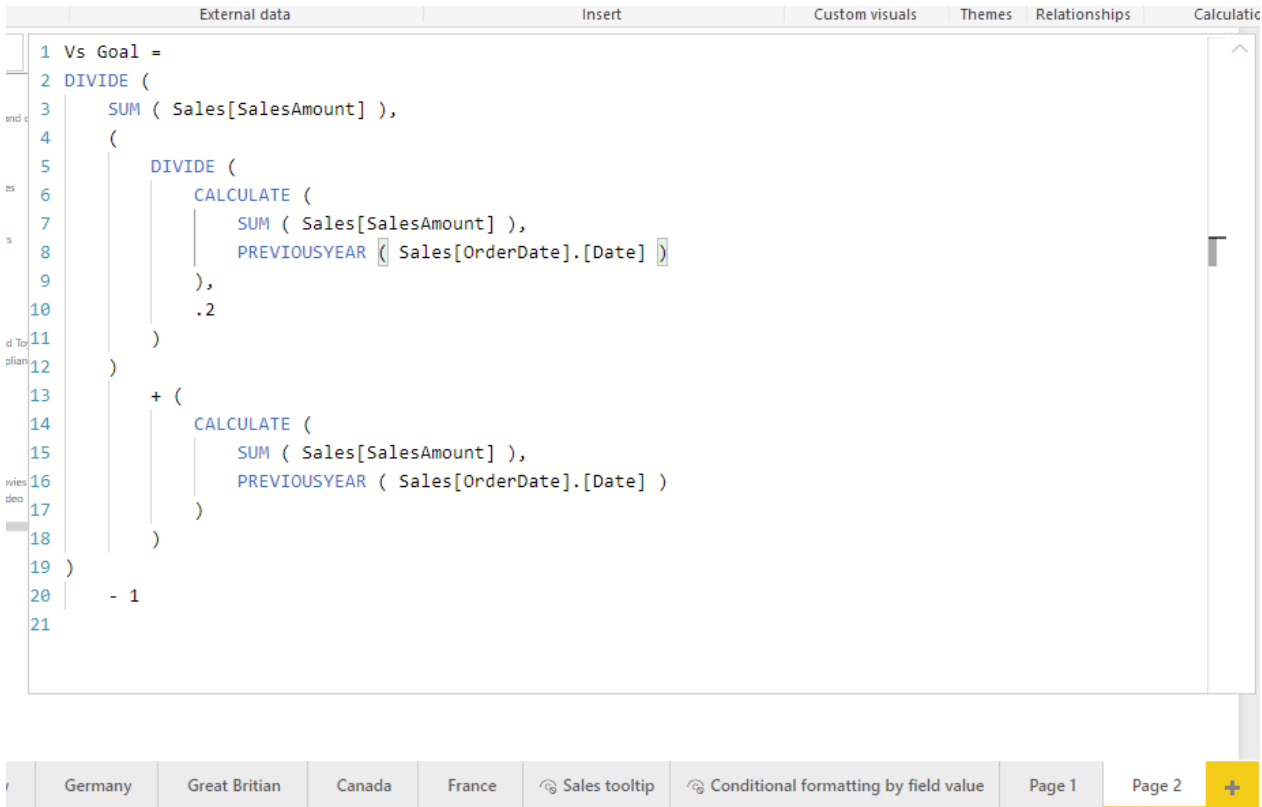 External data Insert Custom visuals Themes Relationships
1 Vs Goal =
2 DIVIDE (
3 SUM ( Sales[SalesAmount] ),
4 (
5 DIVIDE (
6 CALCULATE (
7 SUM ( Sales[SalesAmount] ),
8 PREVIOUSYEAR ( Sales[OrderDate].[Date] )
9 ),
10 .2
11 )
12 )
13 + (
14 CALCULATE (
15 SUM ( Sales[SalesAmount] ),
16 PREVIOUSYEAR ( Sales[OrderDate].[Date] )
17 )
18 )
19 )
20 - 1
21
Germany Great Britian Canada France Sales tooltip Conditional formatting by field value Page 1 Page 2 +